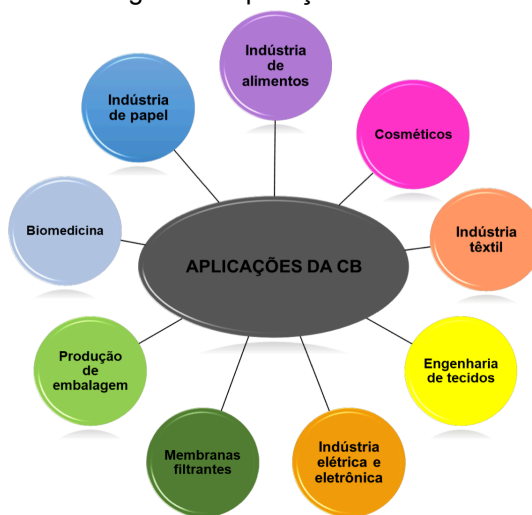 Indústria
de
alimentos
Indústria
de papel
Cosméticos
Biomedicina
Indústria
têxtil
APLICAÇÕES DA CB
Produção
de
embalagem
Engenharia
de tecidos
Membranas
filtrantes
Indústria
elétrica e
eletrônica